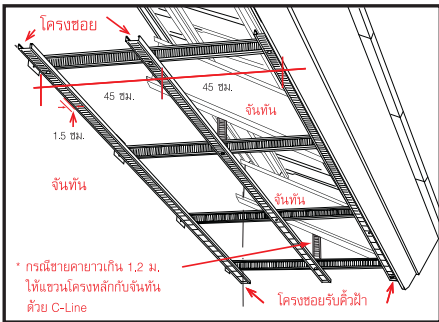 โครงซอย
45 ซม.
45 ซม.
จันทัน
1.5 ซม.
จันทัน
จันทัน
* กรณีชายคายาวเกิน 1.2 ม.
ให้แขวนโครงหลักกับจันทัน
ด้วย C-Line
โครงซอยรับคิ้วฝ้า